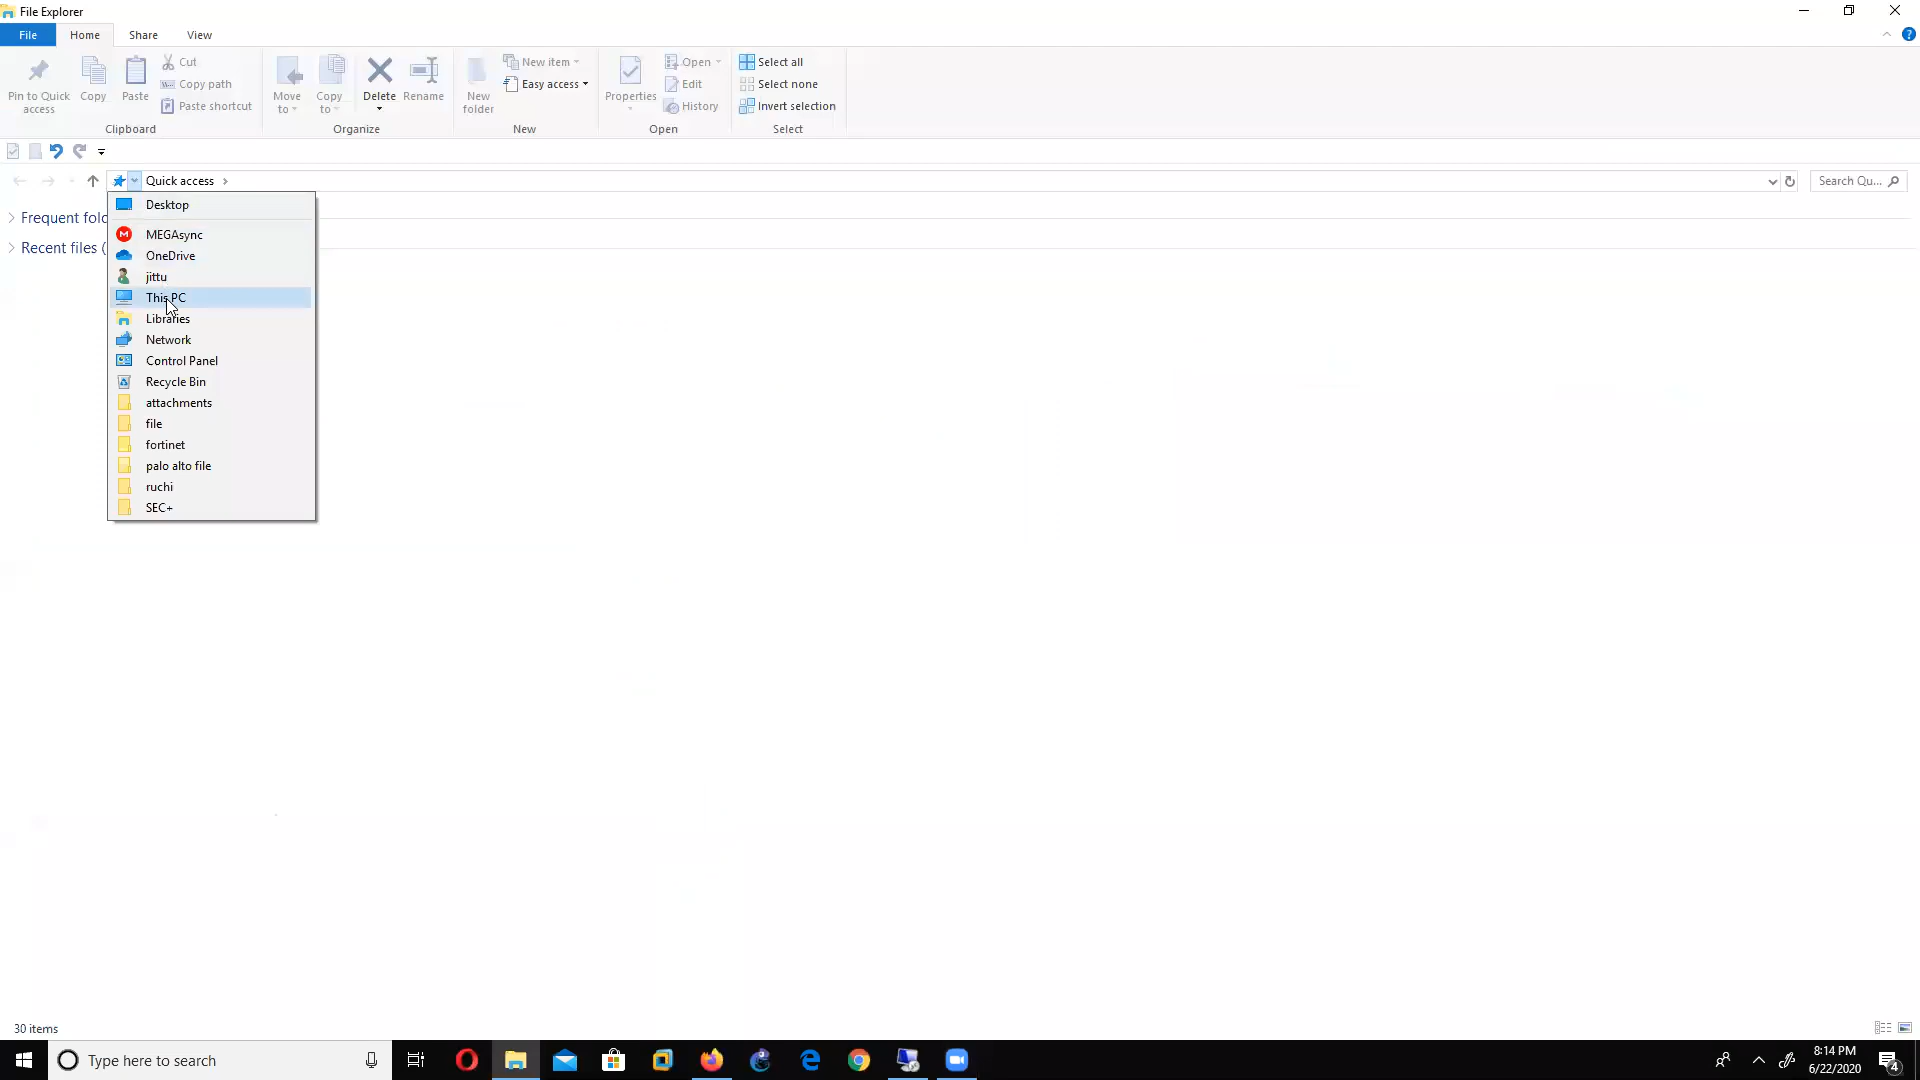 File Explorer
File Home Share View
Pin to Quick access
Copy
Paste
Cut
Copy path
Paste shortcut
Clipboard
Move to
Copy to
Delete
Rename
Organize
New folder
New item
Easy access
New
Properties
Open
Edit
History
Open
Select all
Select none
Invert selection
Select
Quick access
Search Qu...
Desktop
Frequent
MEGAsync
Recent files (
OneDrive
jittu
This PC
Libraries
Network
Control Panel
Recycle Bin
attachments
file
fortinet
palo alto file
ruchi
SEC+
30 items
Type here to search
8:14 PM
6/22/2020
4